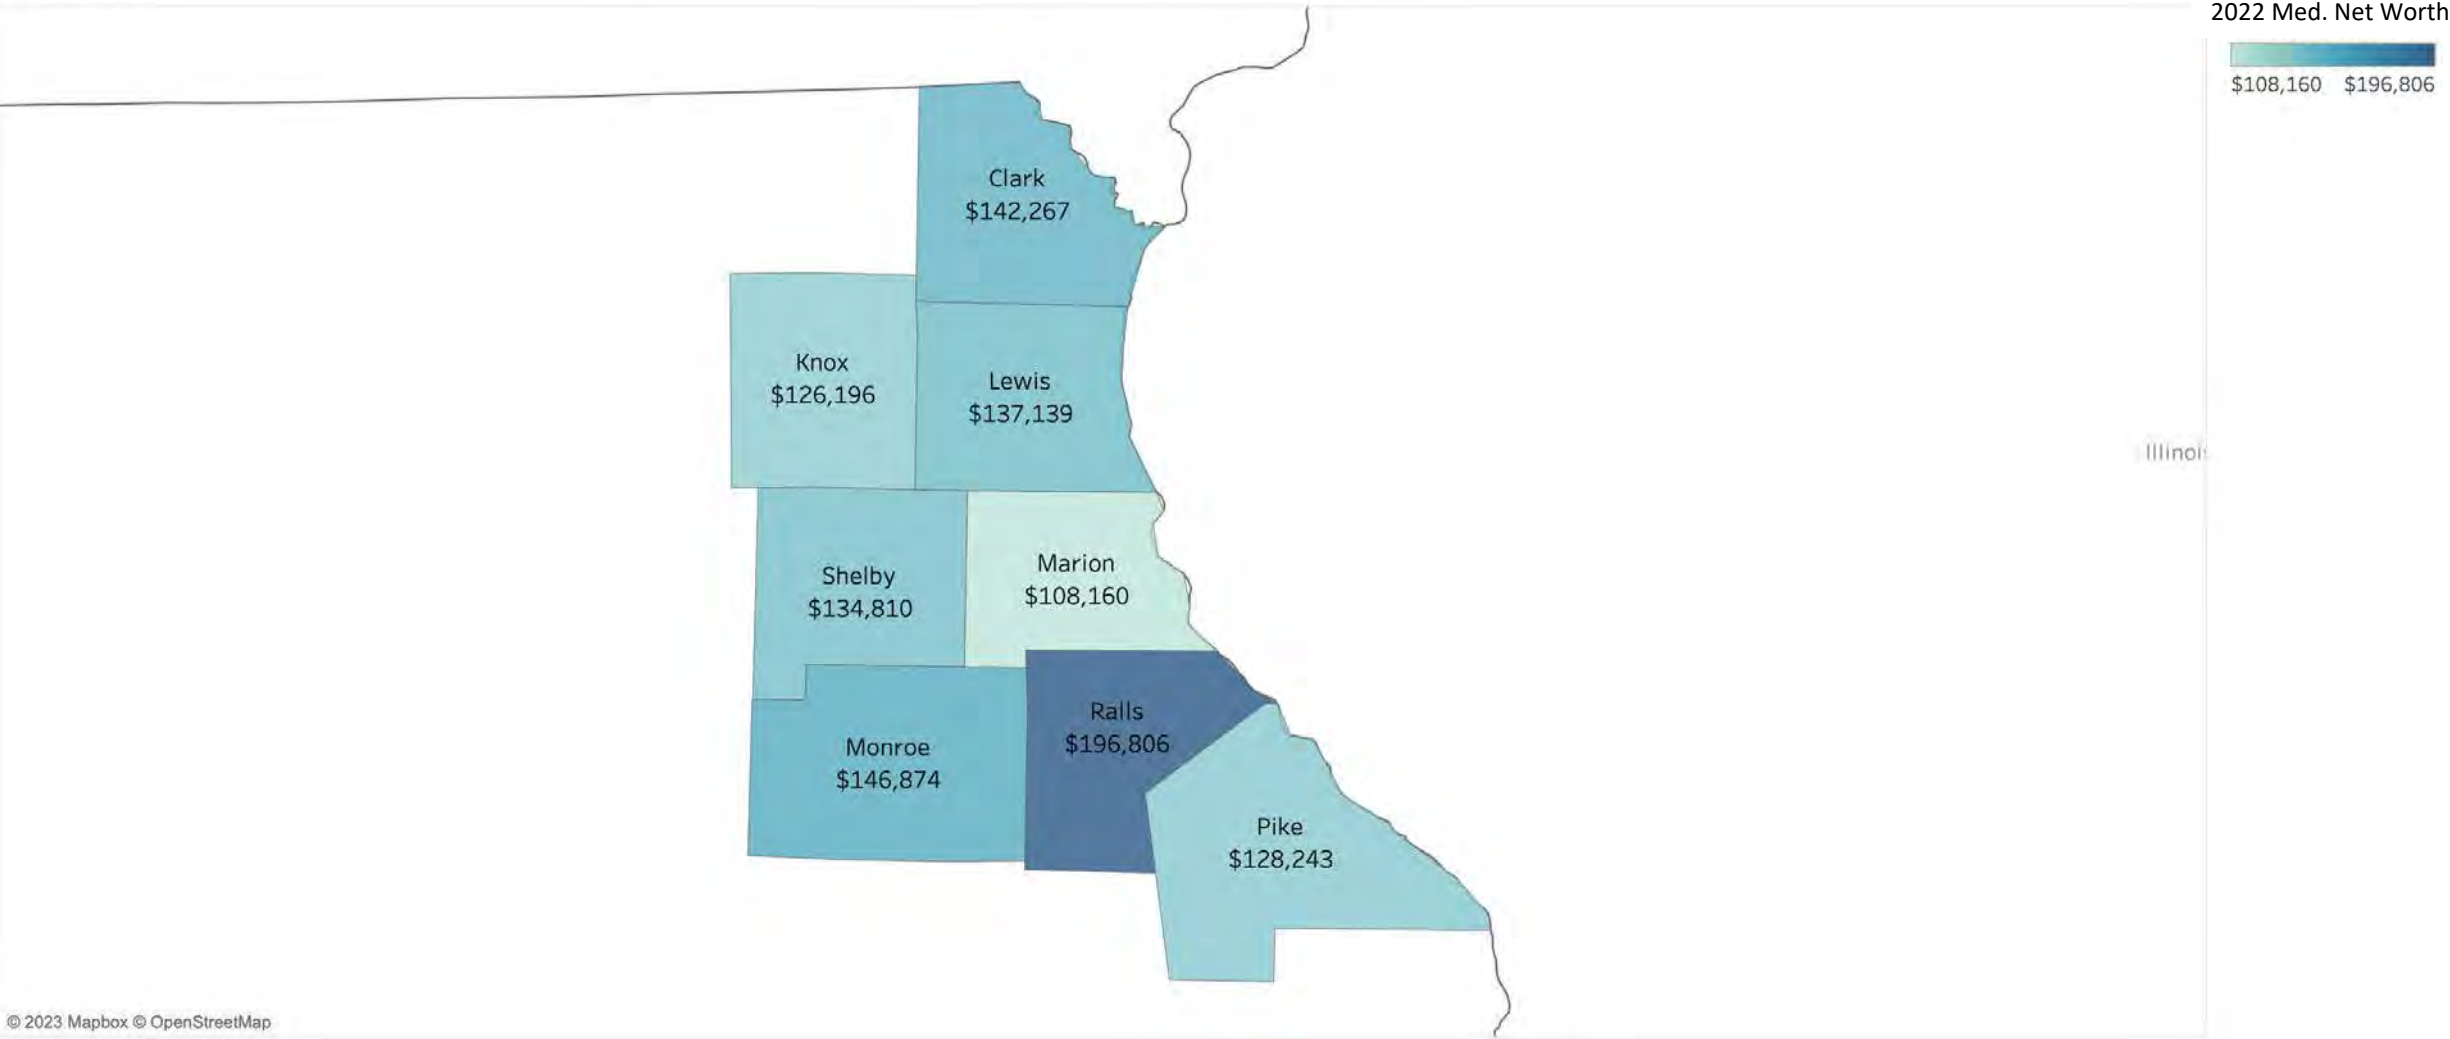 2022 Med. Net Worth
$108,160 $196,806
Clark
$142,267
Knox
$126,196
Lewis
$137,139
Illinoi
Shelby
$134,810
Marion
$108,160
Ralls
$196,806
Monroe
$146,874
Pike
$128,243
© 2023 Mapbox © OpenStreetMap